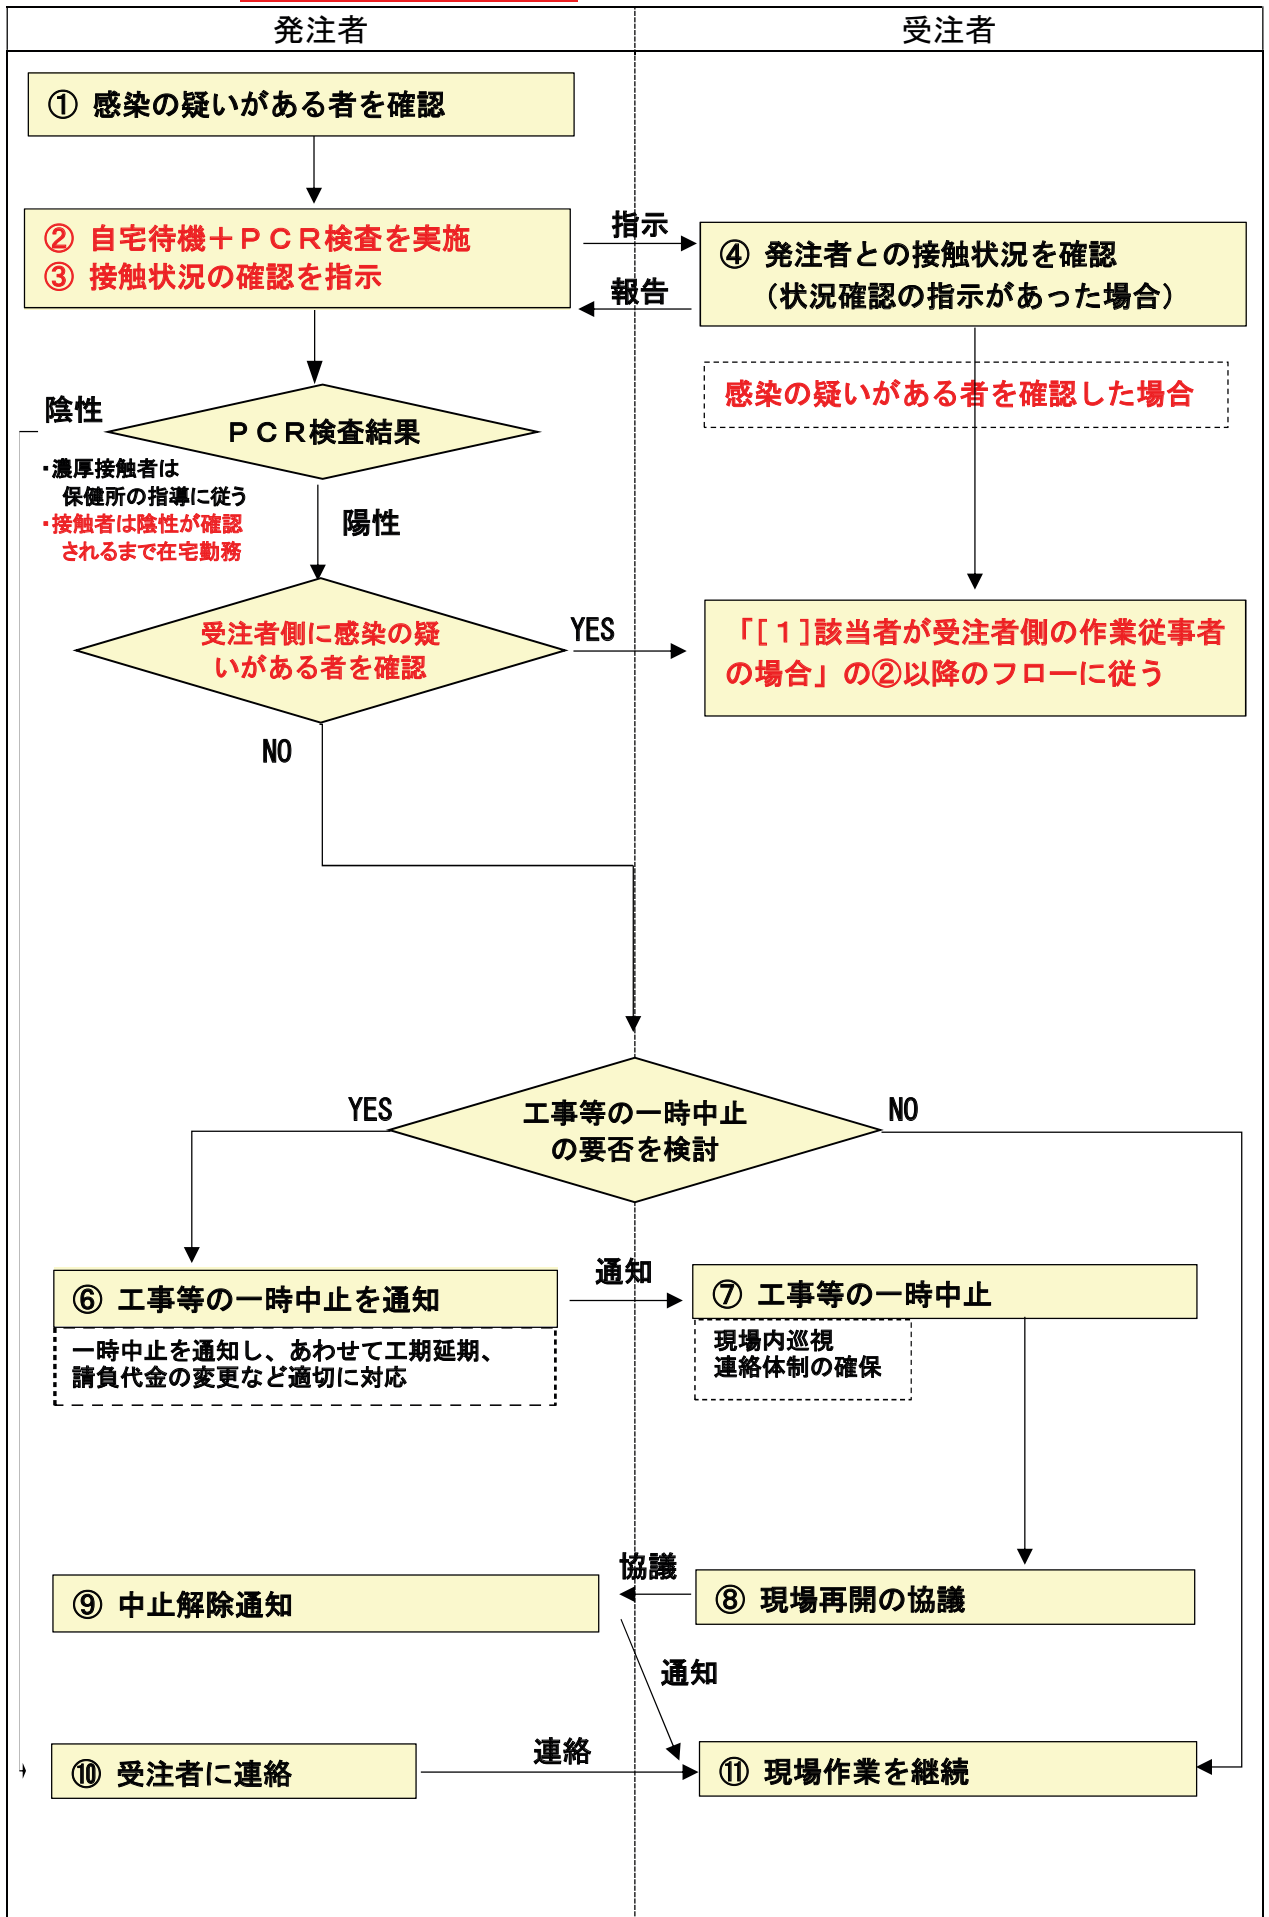 発注者
受注者
① 感染の疑いがある者を確認
② 自宅待機＋ＰＣＲ検査を実施
③ 接触状況の確認を指示
指示
報告
④ 発注者との接触状況を確認
（状況確認の指示があった場合）
感染の疑いがある者を確認した場合
陰性
ＰＣＲ検査結果
・濃厚接触者は
保健所の指導に従う
・接触者は陰性が確認
されるまで在宅勤務
陽性
受注者側に感染の疑
いがある者を確認
YES
「[１]該当者が受注者側の作業従事者
の場合」の②以降のフローに従う
NO
YES
工事等の一時中止
の要否を検討
NO
⑥ 工事等の一時中止を通知
一時中止を通知し、あわせて工期延期、
請負代金の変更など適切に対応
通知
⑦ 工事等の一時中止
現場内巡視
連絡体制の確保
協議
⑨ 中止解除通知
⑧ 現場再開の協議
通知
⑩ 受注者に連絡
連絡
⑪ 現場作業を継続